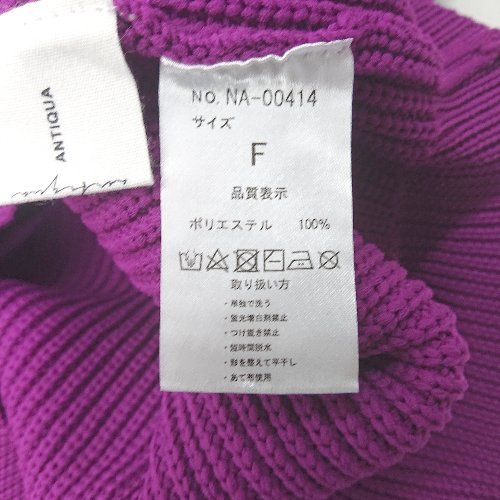 ANTIQUA
antiqua
No. NA-00414
サイズ
F
品質表示
ポリエステル 100%
取り扱い方
・単独で洗う
・蛍光増白剤禁止
・つけ置き禁止
・短時間脱水
・形を整えて平干し
・あて布使用